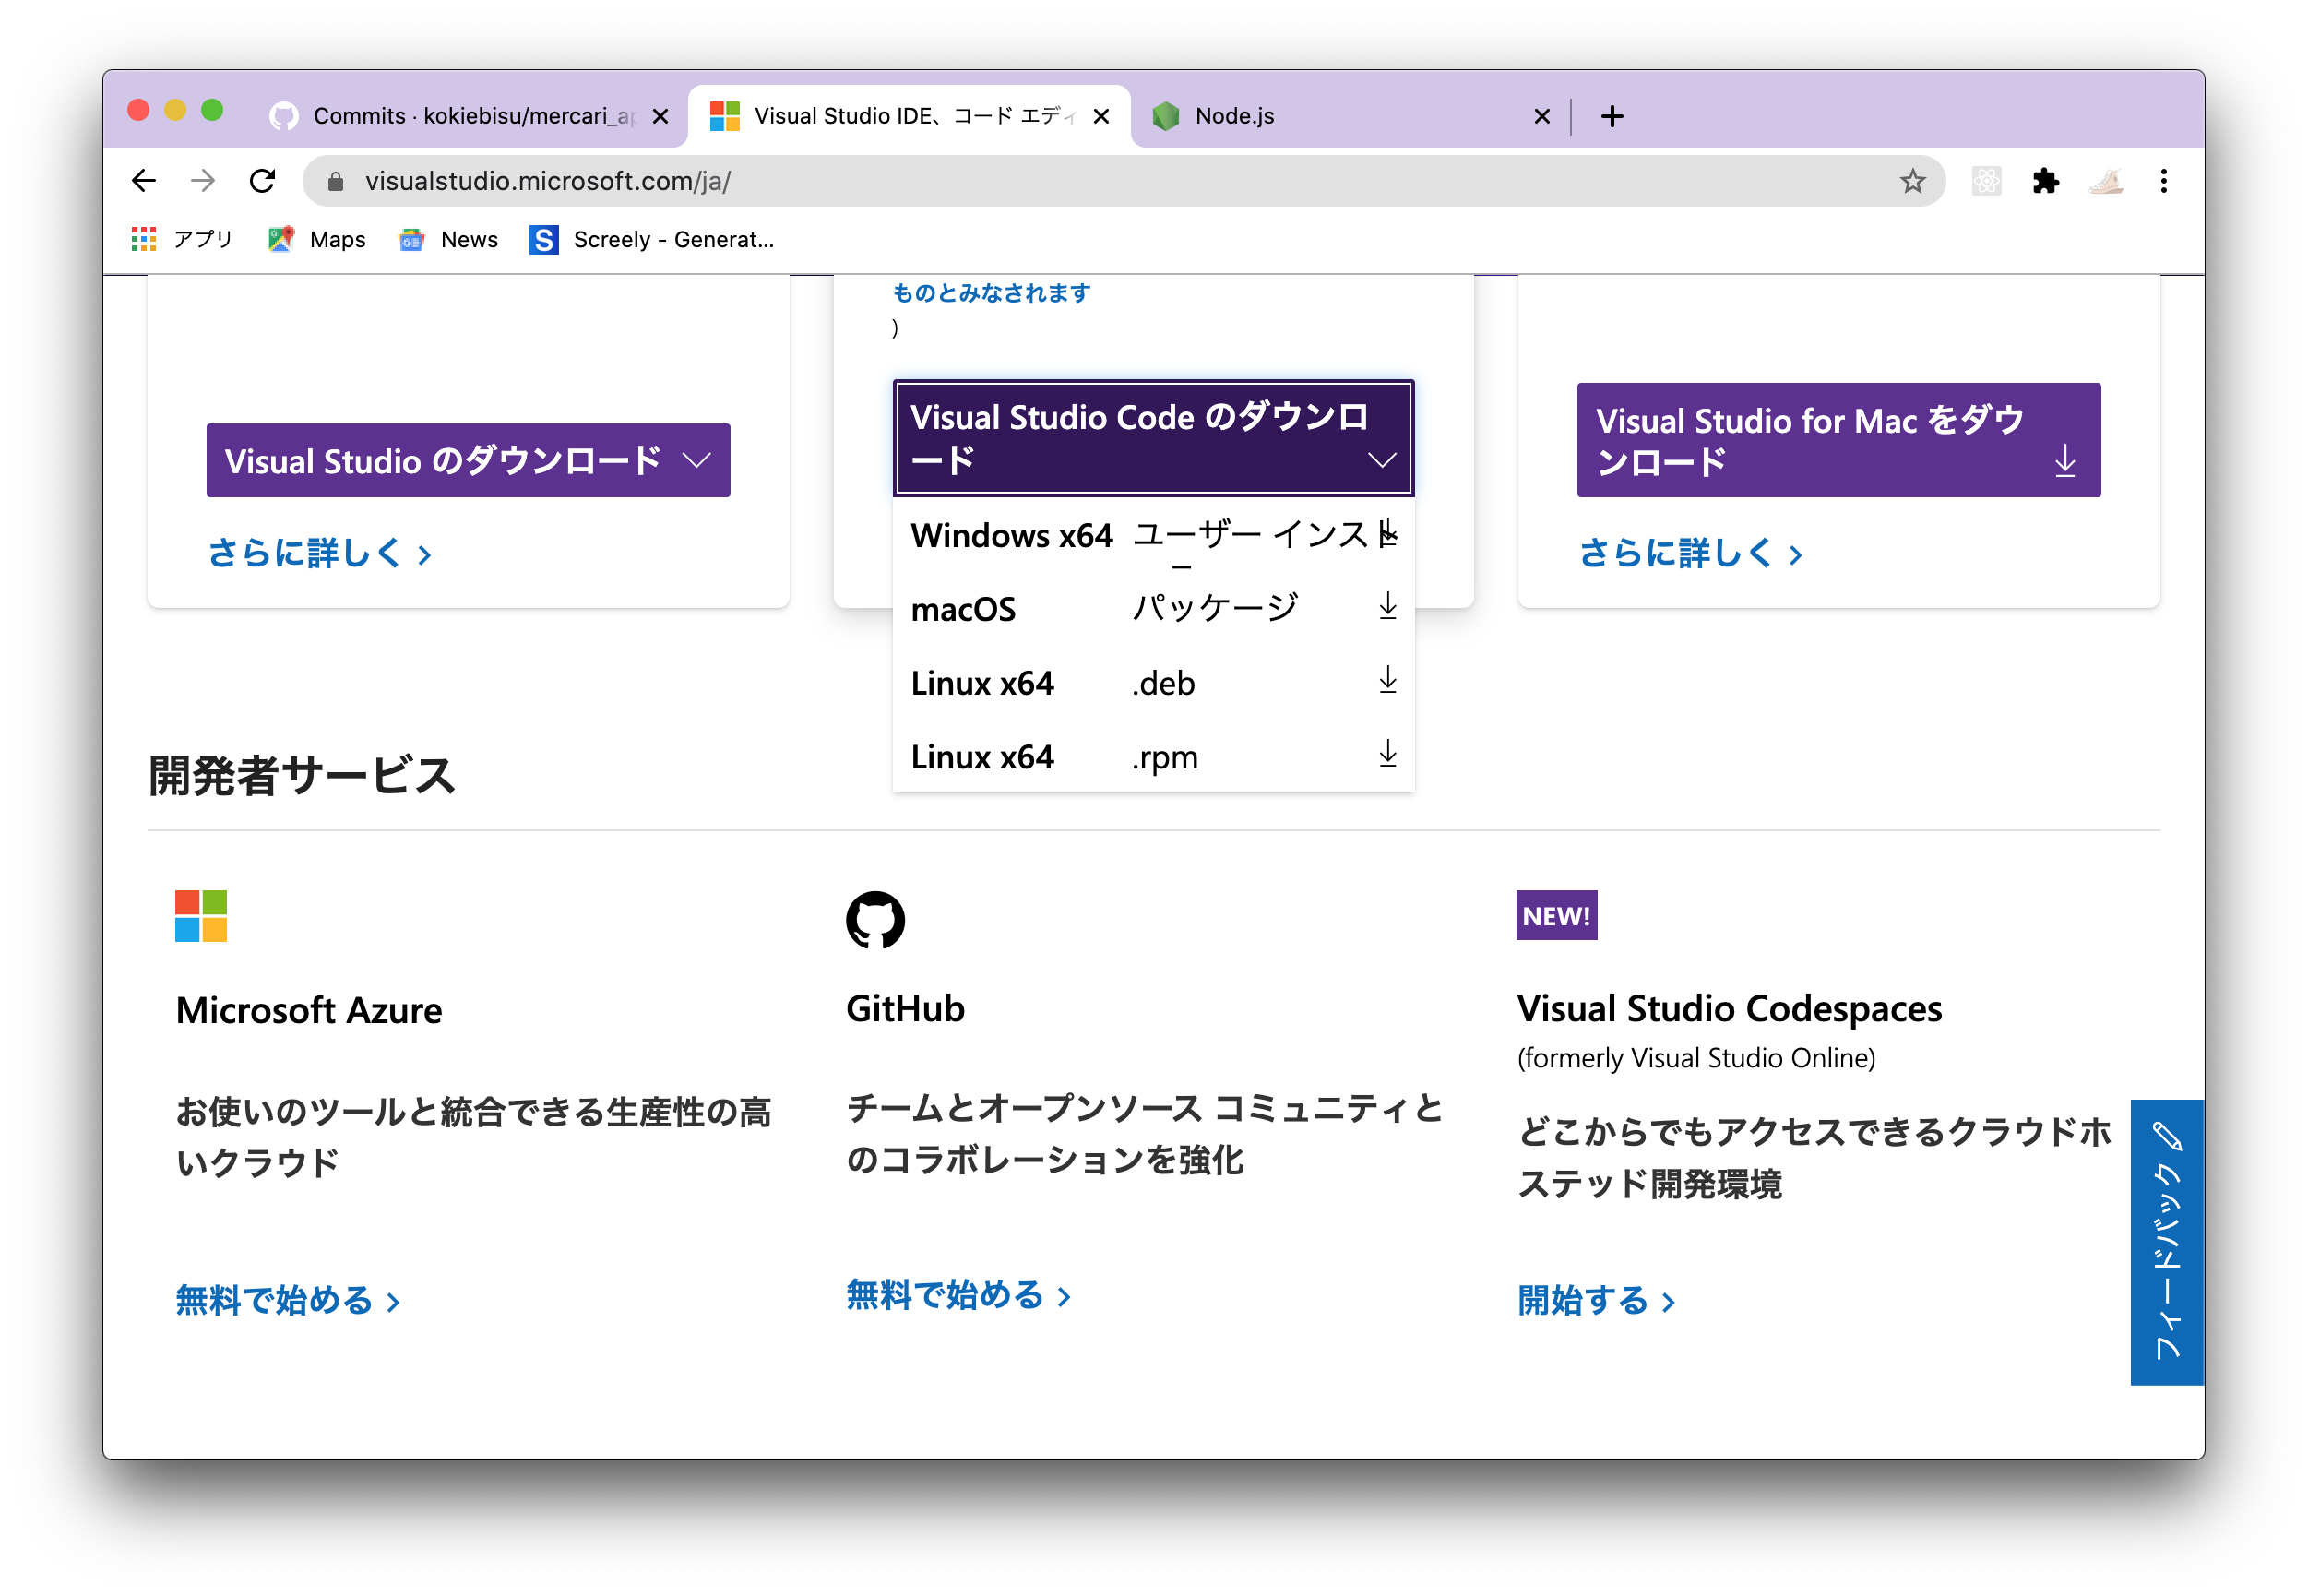 Commits · kokiebisu/mercari_ap
Visual Studio IDE、コード エディ
Node.js
visualstudio.microsoft.com/ja/
アプリ
Maps
News
Screely - Generat...
ものとみなされます
)
Visual Studio のダウンロード
さらに詳しく
Visual Studio Code のダウンロ
ード
Windows x64 ユーザー インスト
macOS パッケージ
Linux x64 .deb
Linux x64 .rpm
Visual Studio for Mac をダウ
ンロード
さらに詳しく
開発者サービス
Microsoft Azure
お使いのツールと統合できる生産性の高
いクラウド
無料で始める
GitHub
チームとオープンソース コミュニティと
のコラボレーションを強化
無料で始める
NEW!
Visual Studio Codespaces
(formerly Visual Studio Online)
どこからでもアクセスできるクラウドホ
ステッド開発環境
開始する
フィードバック